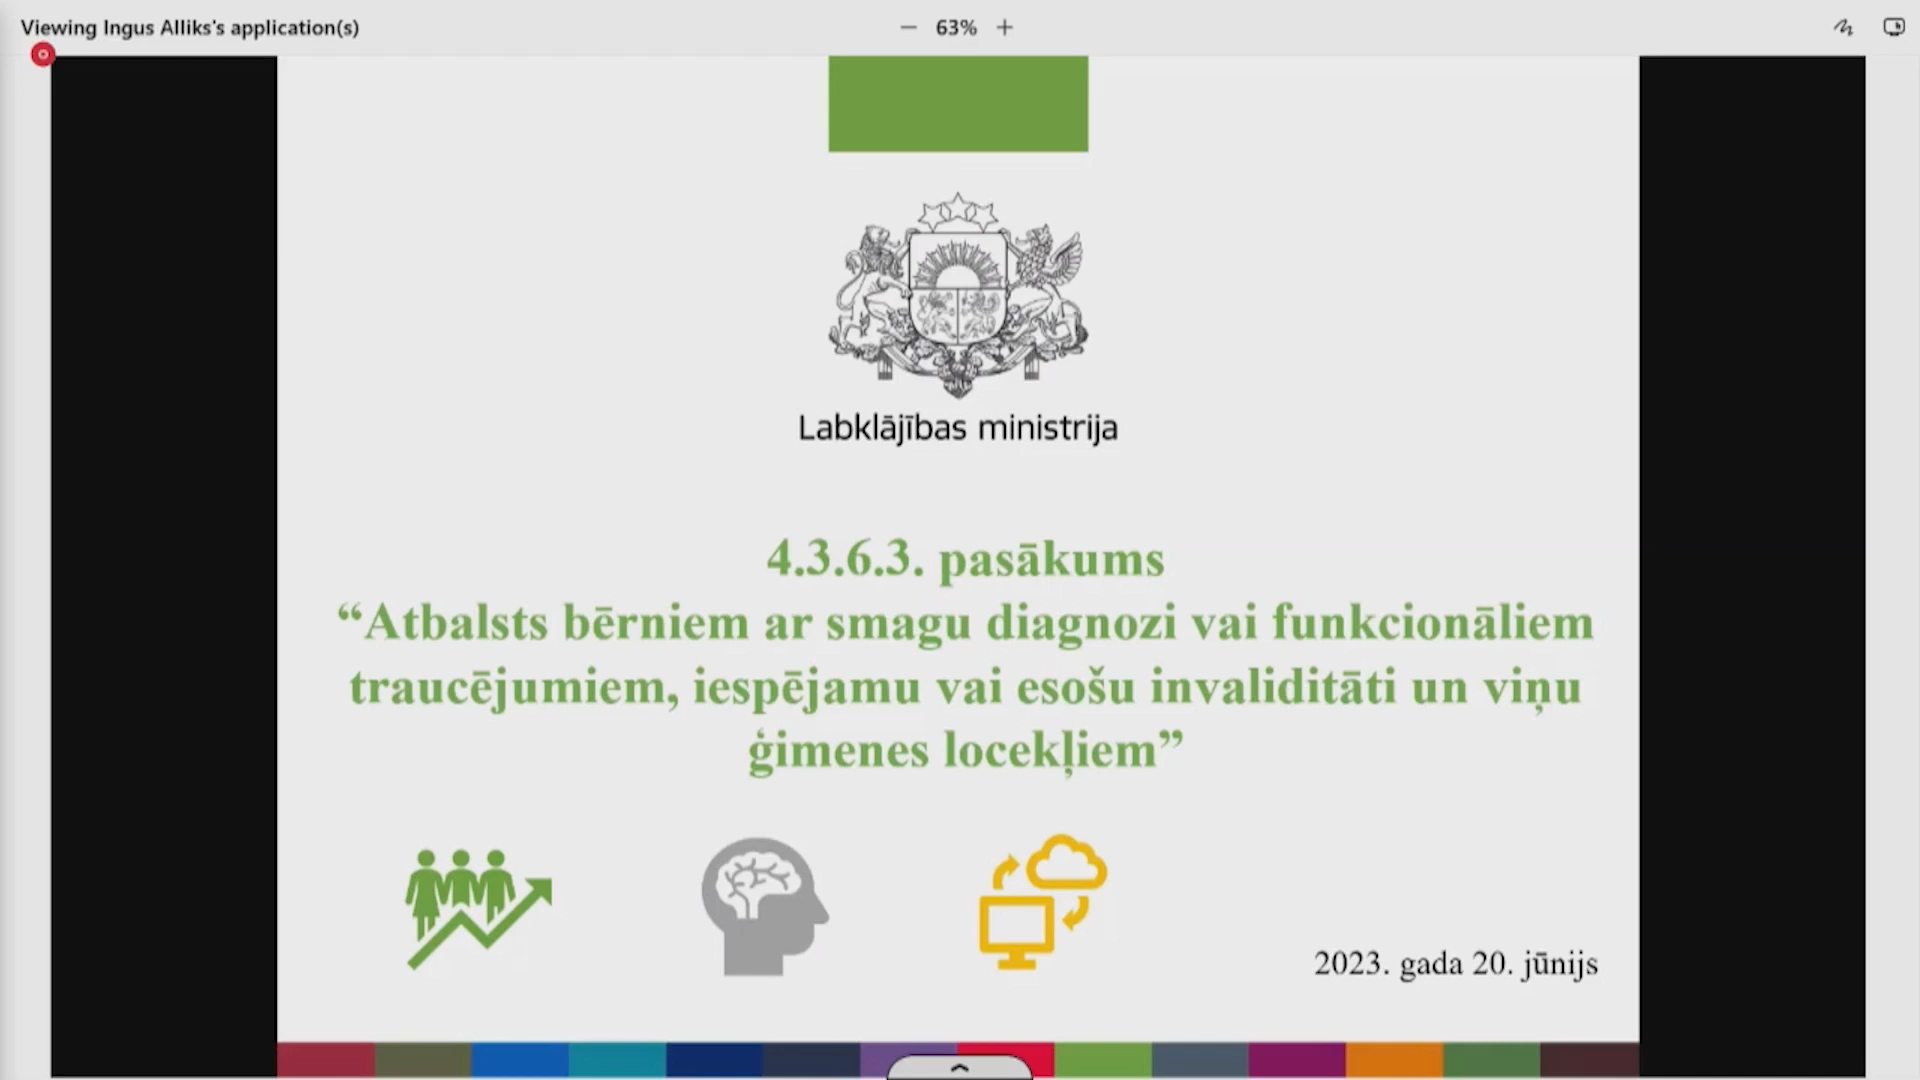 Viewing Ingus Alliks's application(s)
63%
Labklājības ministrija
4.3.6.3. pasākums
“Atbalsts bērniem ar smagu diagnozi vai funkcionāliem
traucējumiem, iespējamu vai esošu invaliditāti un viņu
ģimenes locekļiem”
2023. gada 20. jūnijs